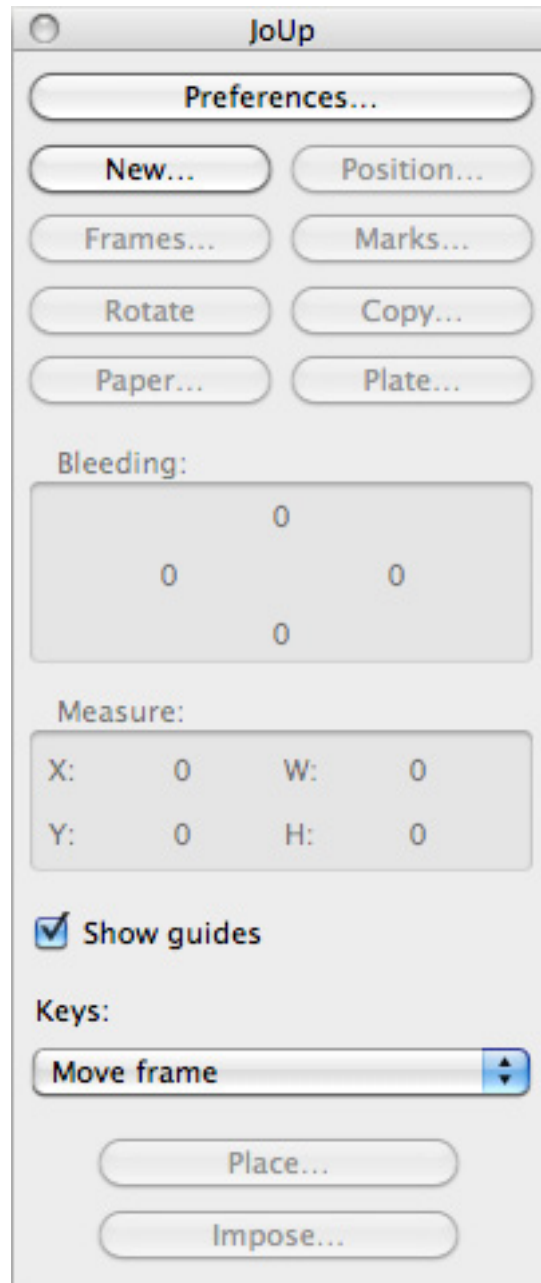 JoUp
Preferences...
New... Position...
Frames... Marks...
Rotate Copy...
Paper... Plate...
Bleeding:
0
0 0
0
Measure:
X: 0 W: 0
Y: 0 H: 0
Show guides
Keys:
Move frame
Place...
Impose...